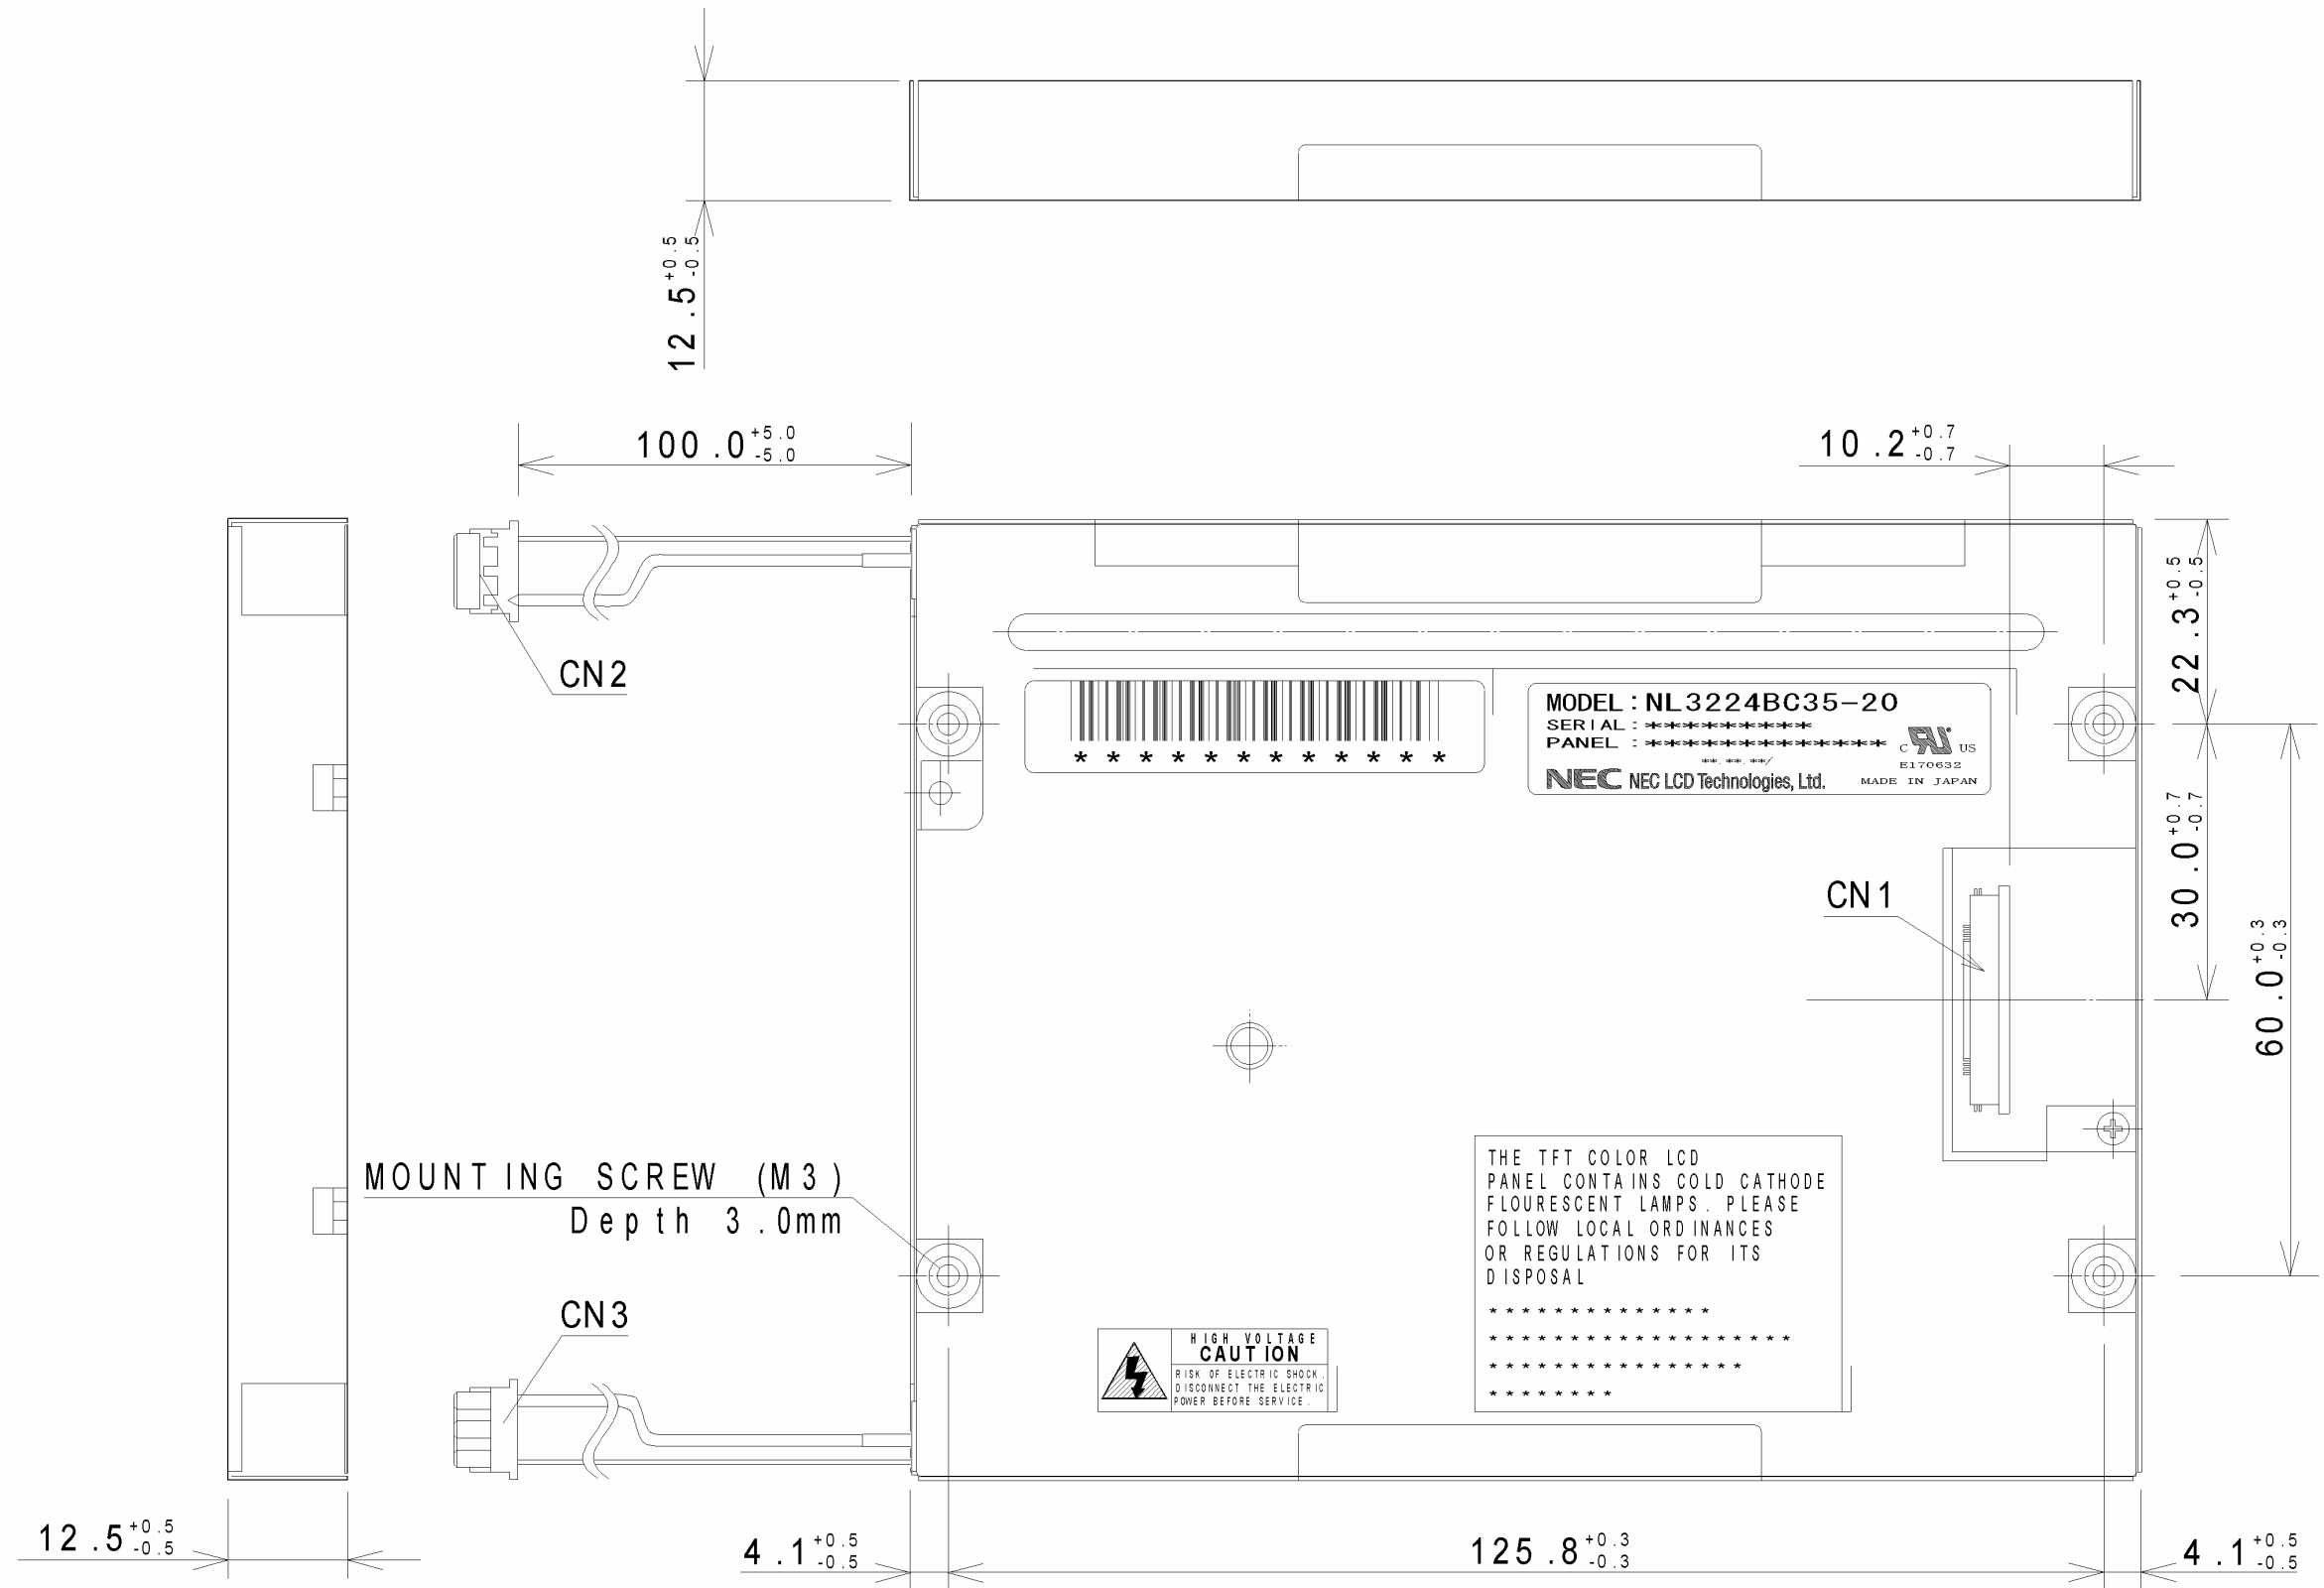 12.5 +0.5 -0.5
100.0 +5.0 -5.0
10.2 +0.7 -0.7
22.3 +0.5 -0.5
CN2
MODEL : NL3224BC35-20
SERIAL : **********
PANEL : *************
**.**.**/
C US
E170632
NEC NEC LCD Technologies, Ltd. MADE IN JAPAN
* * * * * * * * * * * *
30.0 +0.7 -0.7
CN1
60.0 +0.3 -0.3
MOUNTING SCREW (M3)
Depth 3.0mm
THE TFT COLOR LCD
PANEL CONTAINS COLD CATHODE
FLOURESCENT LAMPS. PLEASE
FOLLOW LOCAL ORDINANCES
OR REGULATIONS FOR ITS
DISPOSAL
* * * * * * * * * * * * * *
* * * * * * * * * * * * * * * * * * *
* * * * * * * * * * * * * * * *
* * * * * * * *
CN3
HIGH VOLTAGE
CAUTION
RISK OF ELECTRIC SHOCK.
DISCONNECT THE ELECTRIC
POWER BEFORE SERVICE.
12.5 +0.5 -0.5
4.1 +0.5 -0.5
125.8 +0.3 -0.3
4.1 +0.5 -0.5